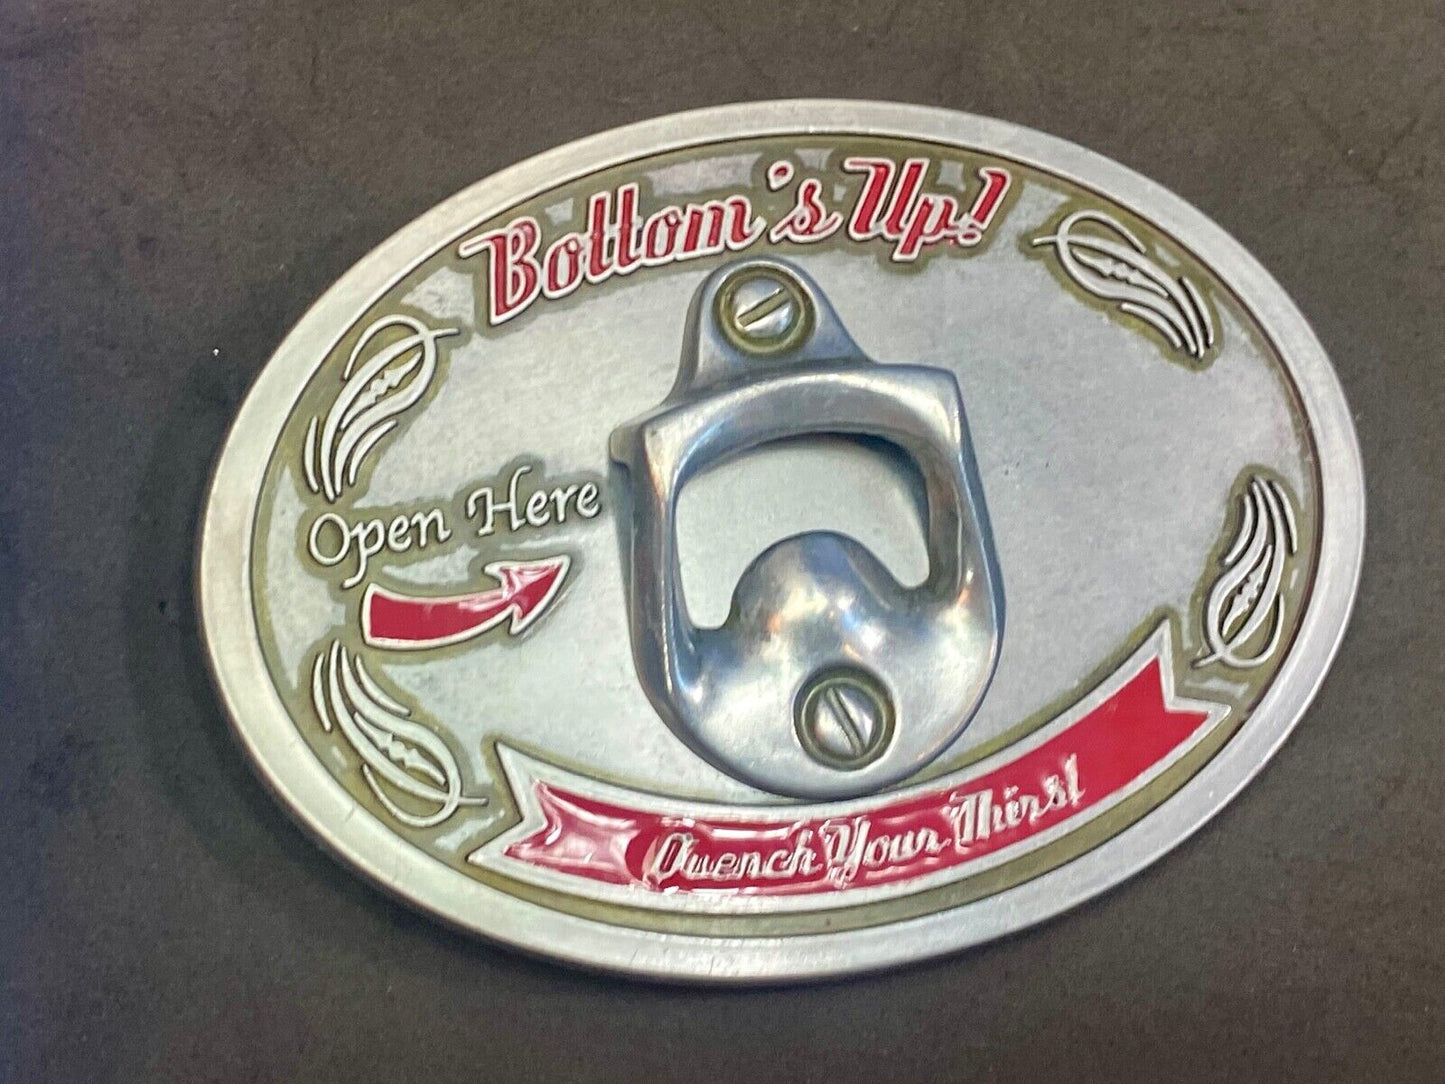 Bottom's Up!
Open Here
Quench Your Thirst